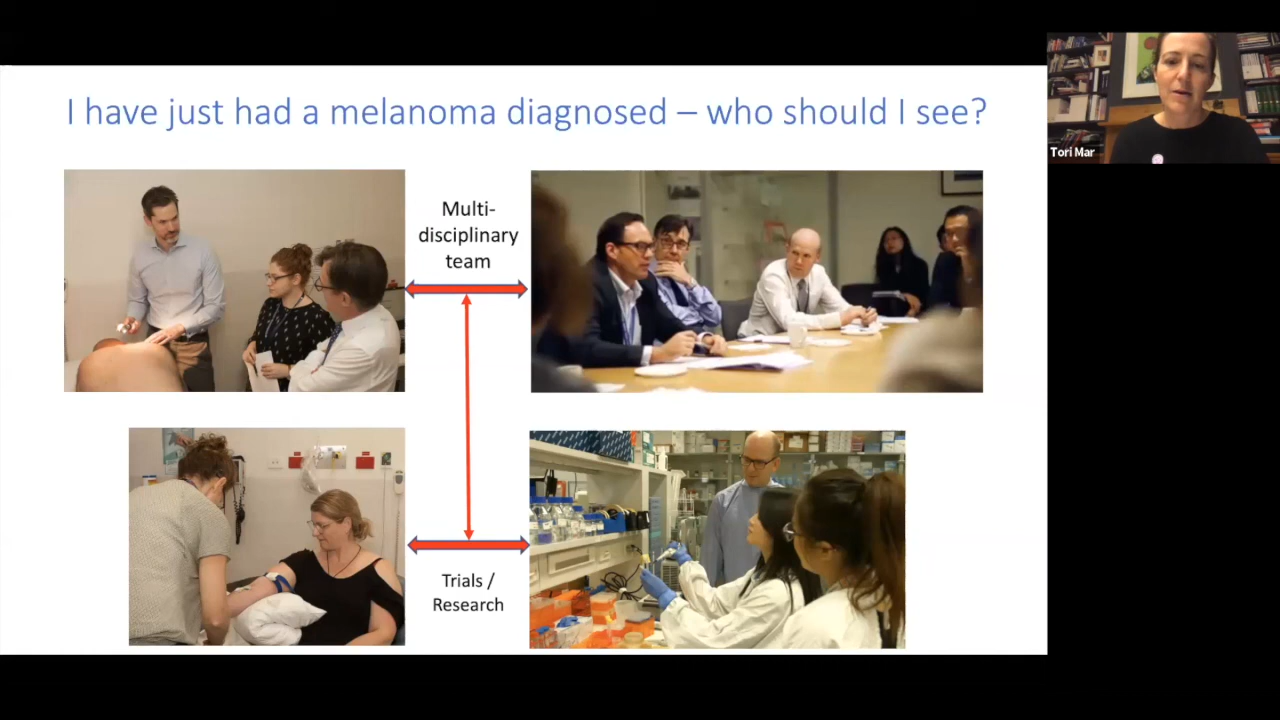 I have just had a melanoma diagnosed – who should I see?
Tori Mar
Multi-
disciplinary
team
Trials /
Research